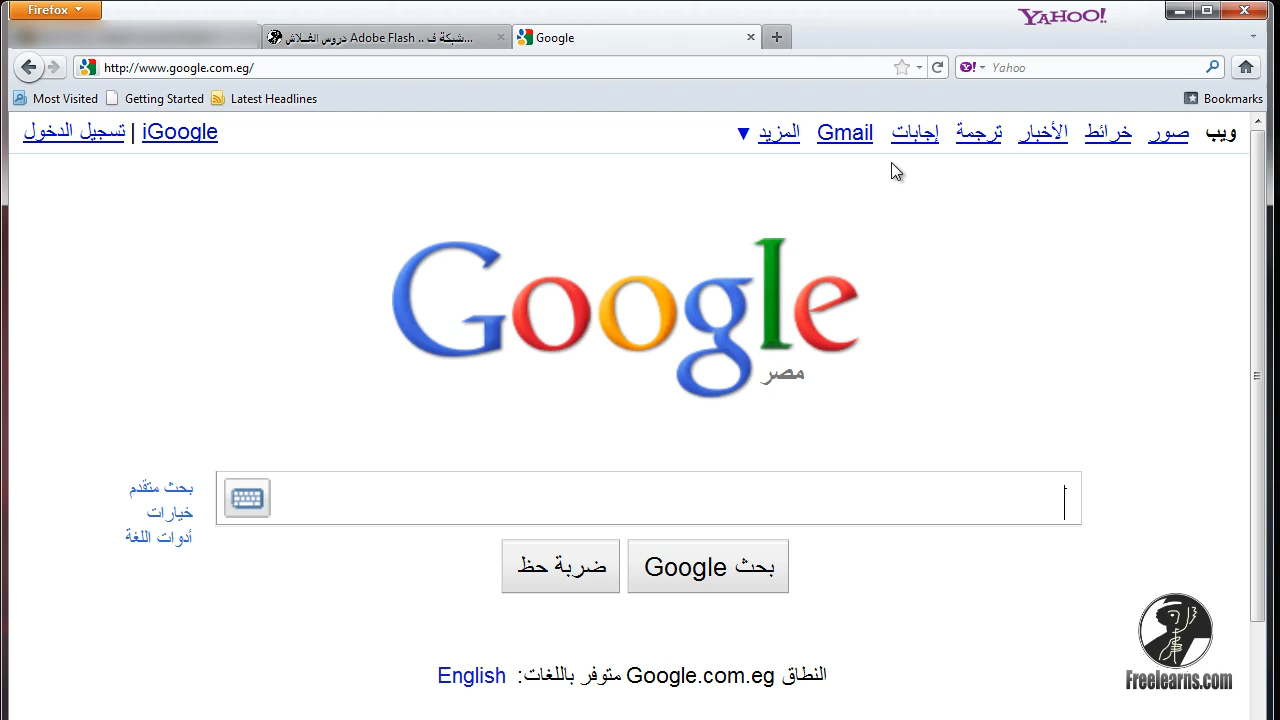 Firefox
YAHOO!
دروس الفـلاش Adobe Flash .. شبكة ف...
Google
http://www.google.com.eg/
Yahoo
Most Visited
Getting Started
Latest Headlines
Bookmarks
ويب صور خرائط الأخبار ترجمة إجابات Gmail المزيد ▼
iGoogle | تسجيل الدخول
Google
مصر
بحث متقدم
خيارات
أدوات اللغة
بحث Google
ضربة حظ
النطاق Google.com.eg متوفر باللغات: English
Freelearns.com